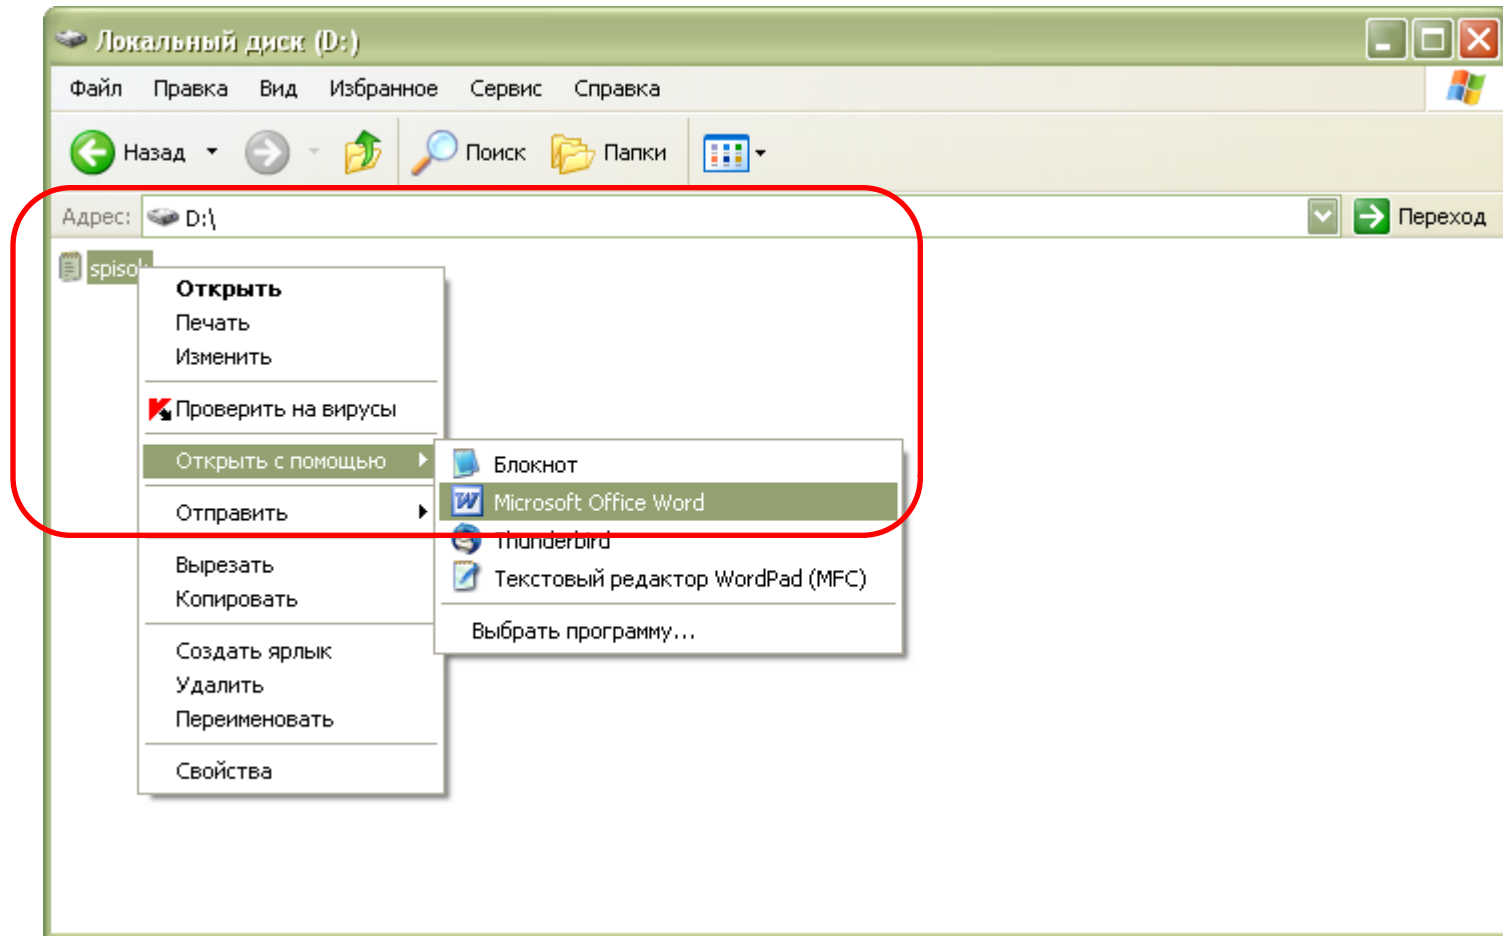 Локальный диск (D:)
Файл Правка Вид Избранное Сервис Справка
Назад Поиск Папки
Адрес: D:\ Переход
Открыть
Печать
Изменить
Проверить на вирусы
Открыть с помощью
Отправить
Вырезать
Копировать
Создать ярлык
Удалить
Переименовать
Свойства
Блокнот
Microsoft Office Word
Thunderbird
Текстовый редактор WordPad (MFC)
Выбрать программу...